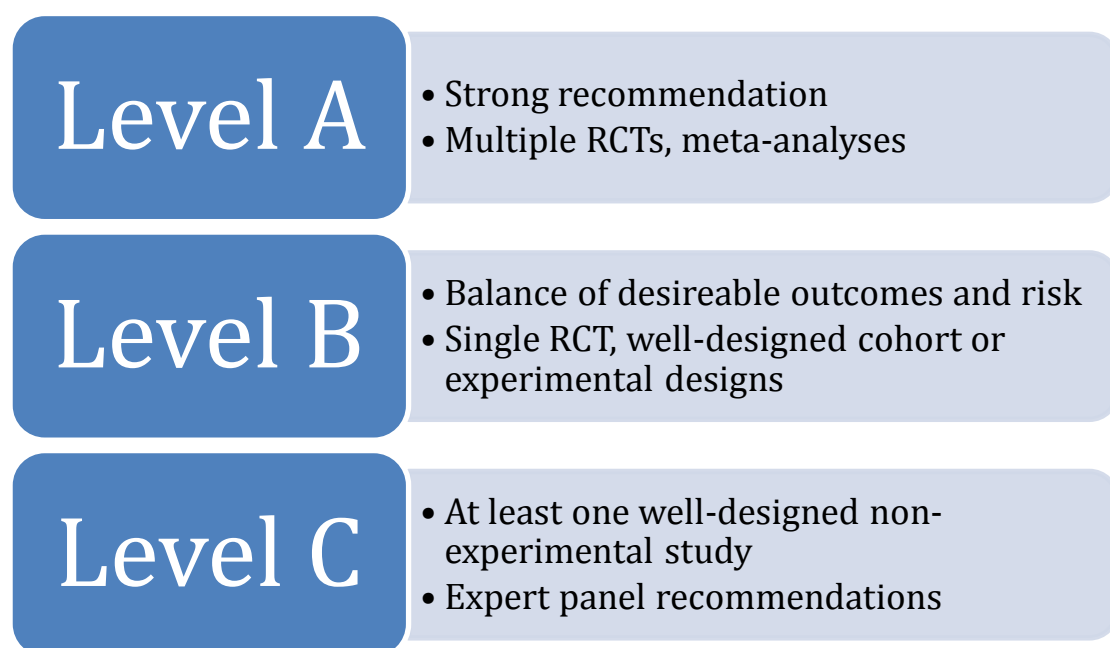 Level A
• Strong recommendation
• Multiple RCTs, meta-analyses
Level B
• Balance of desireable outcomes and risk
• Single RCT, well-designed cohort or
experimental designs
Level C
• At least one well-designed non-
experimental study
• Expert panel recommendations